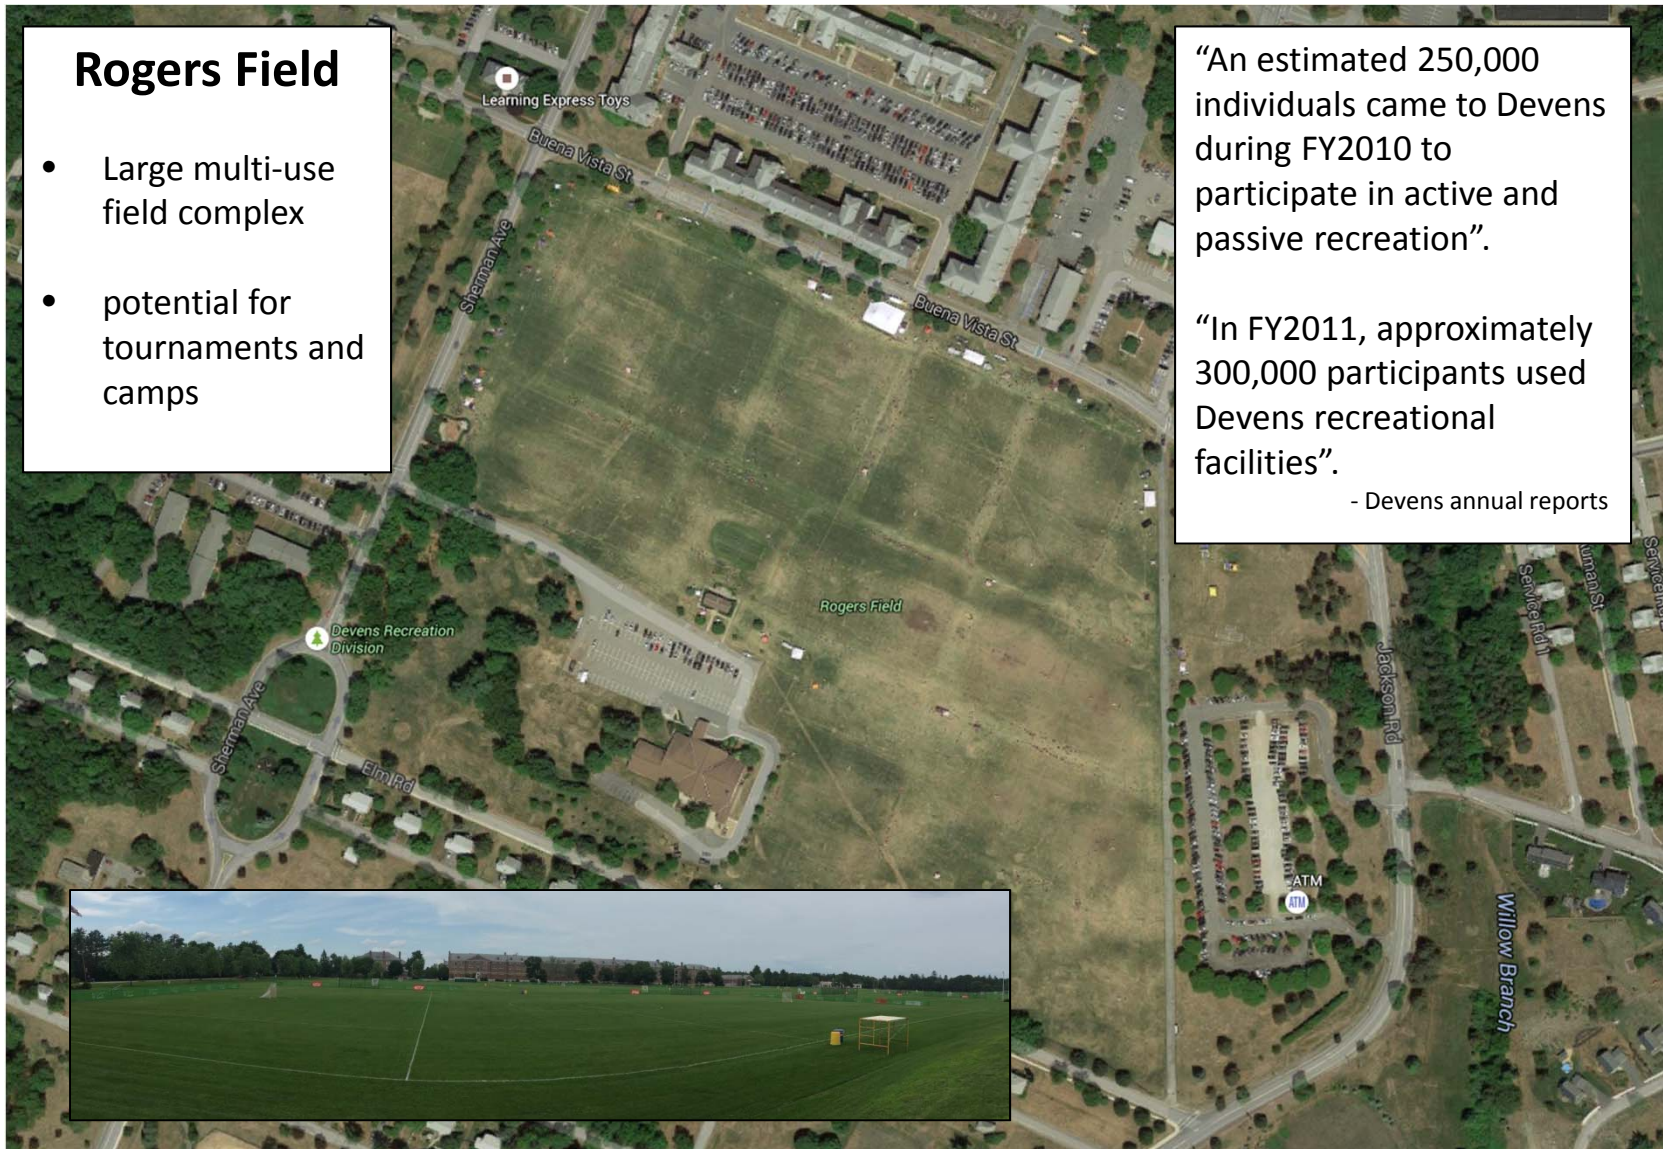 Rogers Field
• Large multi-use
field complex
• potential for
tournaments and
camps
“An estimated 250,000
individuals came to Devens
during FY2010 to
participate in active and
passive recreation”.
“In FY2011, approximately
300,000 participants used
Devens recreational
facilities”.
- Devens annual reports
Learning Express Toys
Buena Vista St
Sherman Ave
Buena Vista St
Rogers Field
Devens Recreation
Division
Sherman Ave
Elm Rd
Jackson Rd
Service Rd 1
ATM
ATM
Willow Branch